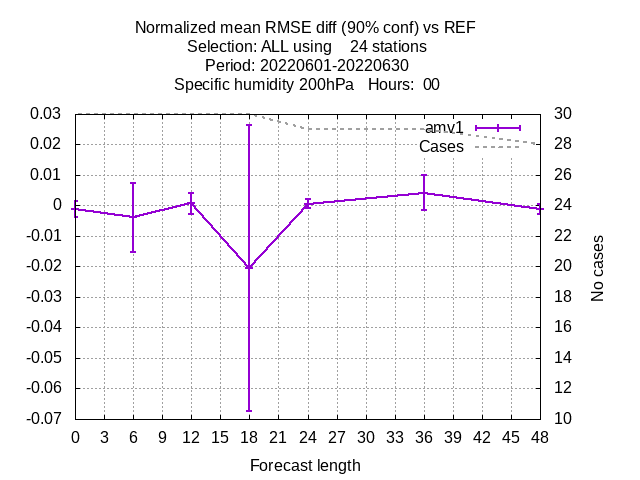 Normalized mean RMSE diff (90% conf) vs REF
Selection: ALL using    24 stations
Period: 20220601-20220630
Specific humidity 200hPa   Hours:  00
0.03
0.02
0.01
0
-0.01
-0.02
-0.03
-0.04
-0.05
-0.06
-0.07
amv1
Cases
30
28
26
24
22
20
18
16
14
12
10
No cases
0 3 6 9 12 15 18 21 24 27 30 33 36 39 42 45 48
Forecast length